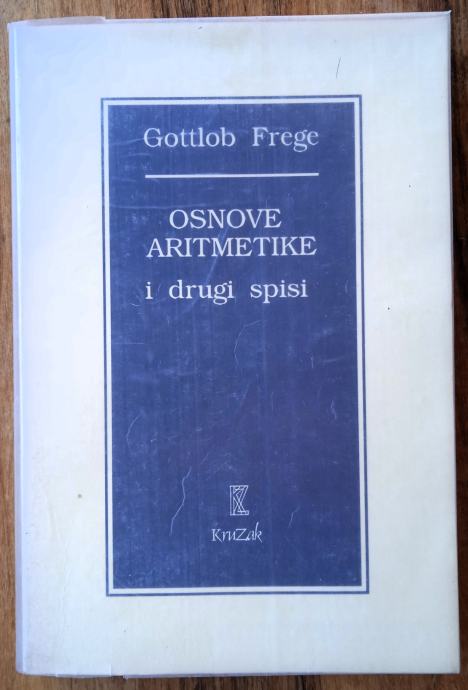 Gottlob Frege
OSNOVE
ARITMETIKE
i drugi spisi
KruZak